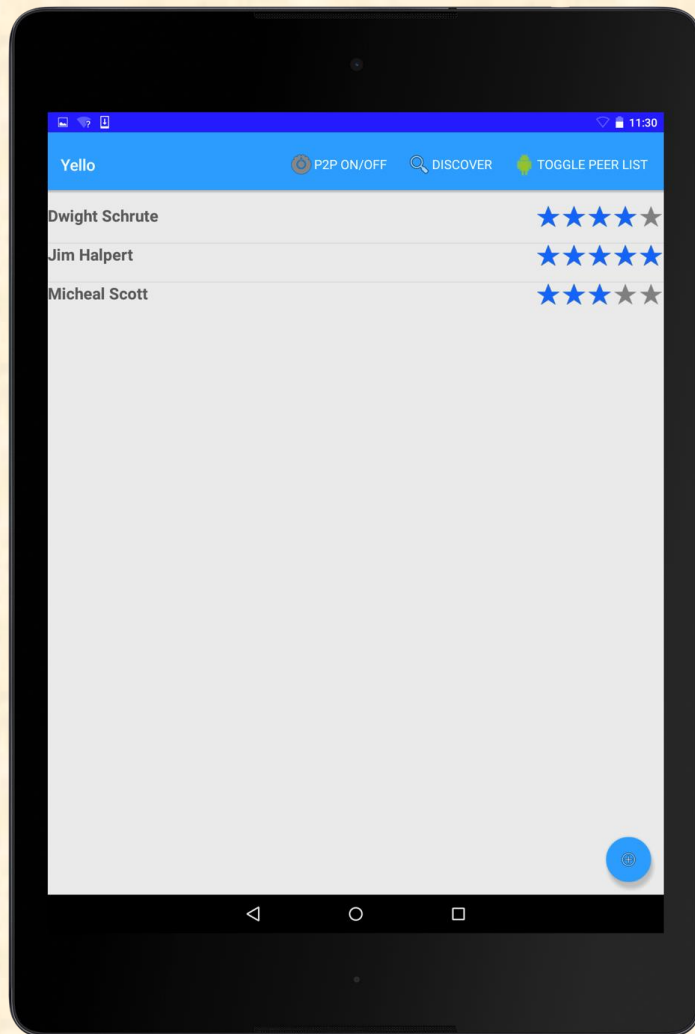 11:30
Yello P2P ON/OFF DISCOVER TOGGLE PEER LIST
Dwight Schrute
Jim Halpert
Micheal Scott